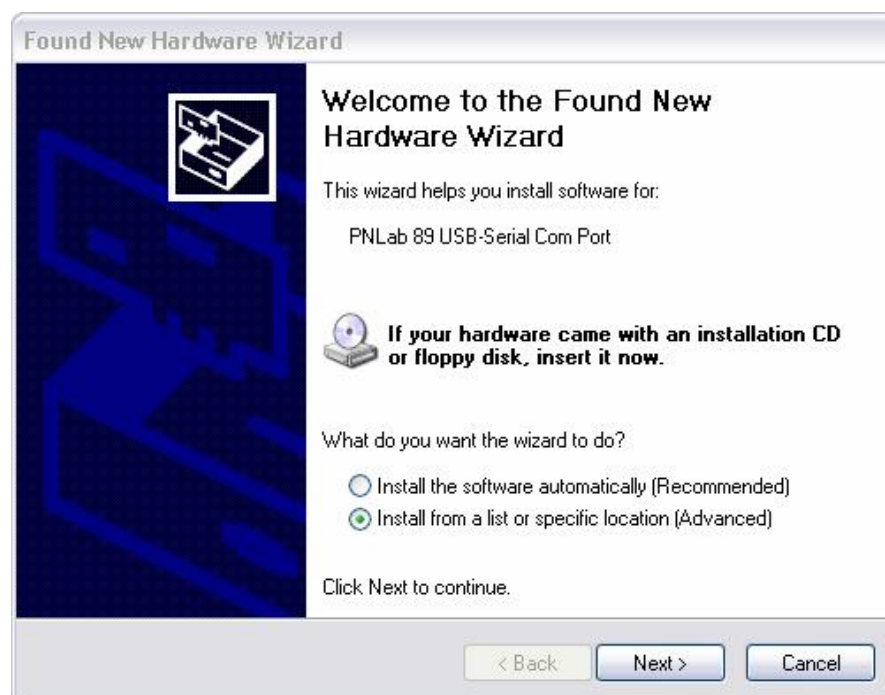 Found New Hardware Wizard
Welcome to the Found New
Hardware Wizard
This wizard helps you install software for:
PNLab 89 USB-Serial Com Port
If your hardware came with an installation CD
or floppy disk, insert it now.
What do you want the wizard to do?
Install the software automatically (Recommended)
Install from a list or specific location (Advanced)
Click Next to continue.
< Back
Next >
Cancel